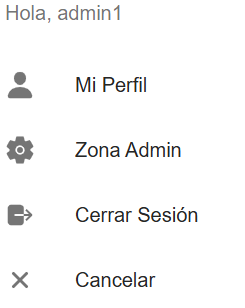 Hola, admin1
Mi Perfil
Zona Admin
Cerrar Sesión
Cancelar